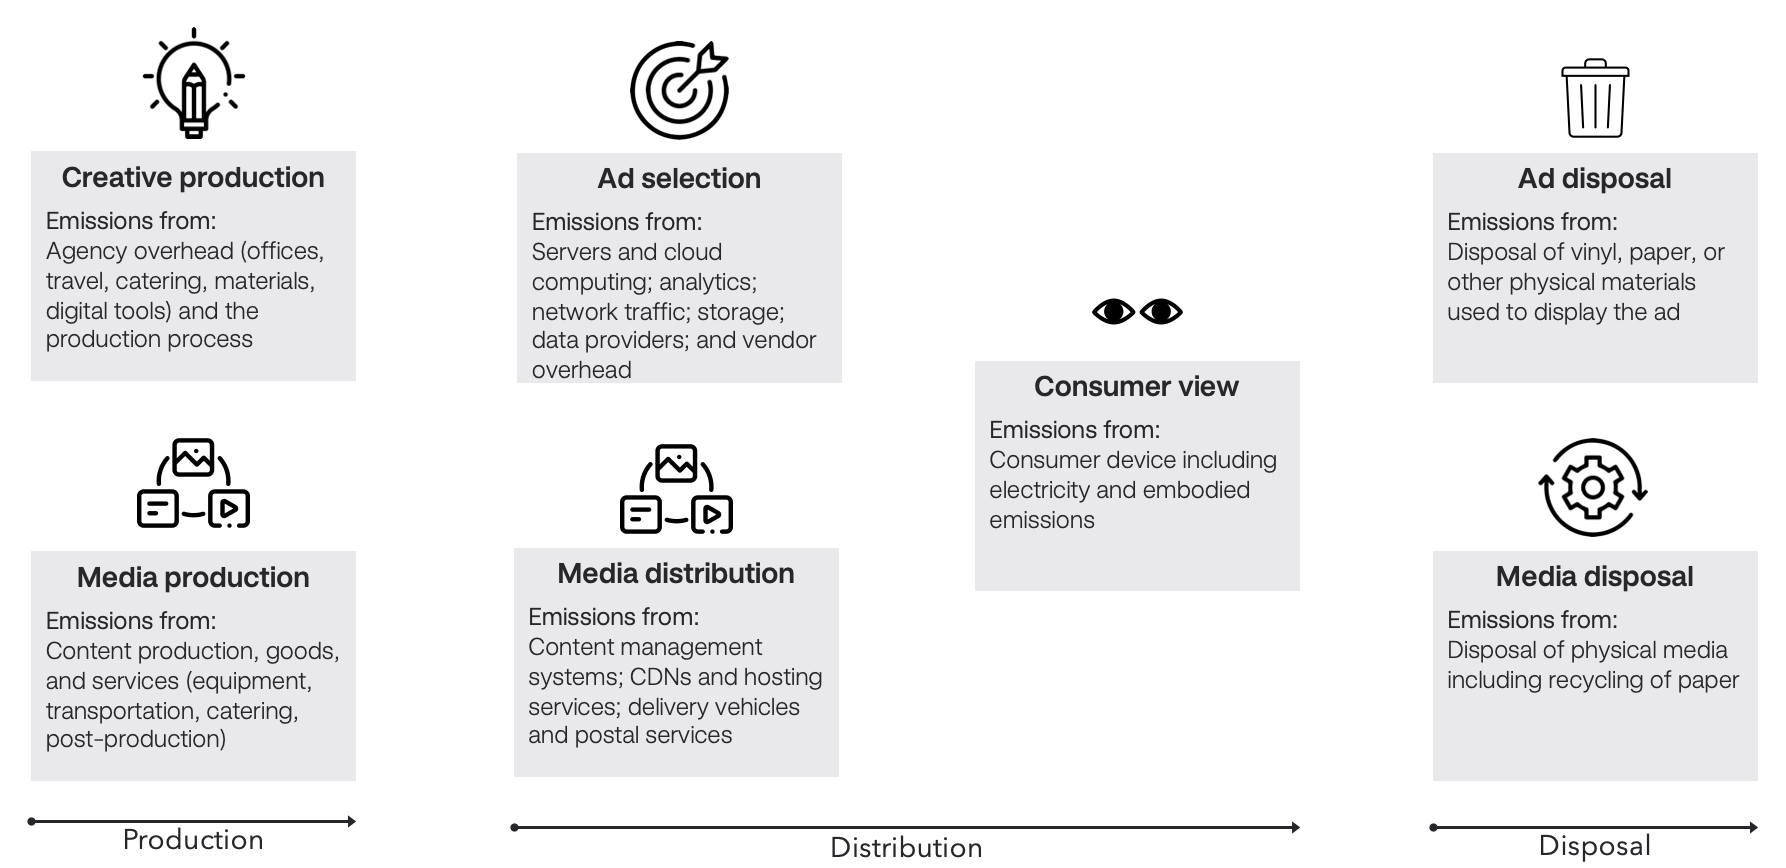 Creative production
Emissions from:
Agency overhead (offices,
travel, catering, materials,
digital tools) and the
production process
Media production
Emissions from:
Content production, goods,
and services (equipment,
transportation, catering,
post-production)
Production
Ad selection
Emissions from:
Servers and cloud
computing; analytics;
network traffic; storage;
data providers; and vendor
overhead
Media distribution
Emissions from:
Content management
systems; CDNs and hosting
services; delivery vehicles
and postal services
Consumer view
Emissions from:
Consumer device including
electricity and embodied
emissions
Distribution
Ad disposal
Emissions from:
Disposal of vinyl, paper, or
other physical materials
used to display the ad
Media disposal
Emissions from:
Disposal of physical media
including recycling of paper
Disposal